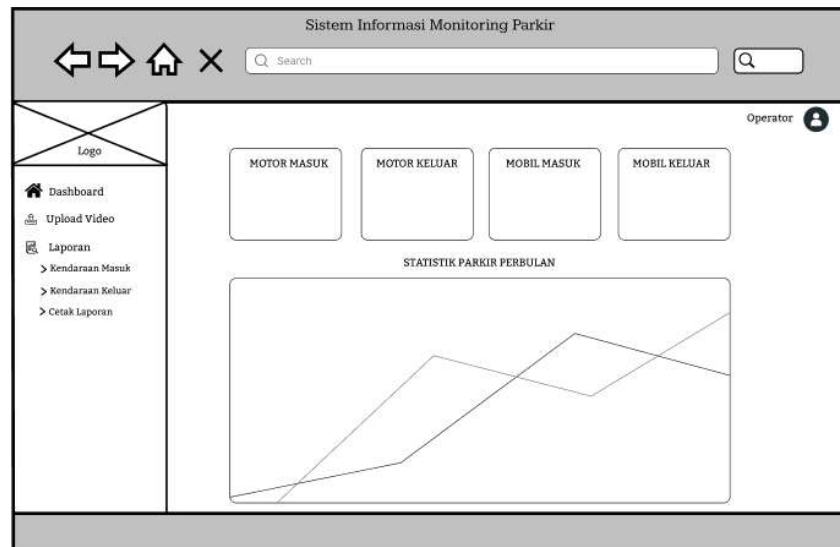 Sistem Informasi Monitoring Parkir
Search
Operator
Logo
Dashboard
Upload Video
Laporan
Kendaraan Masuk
Kendaraan Keluar
Cetak Laporan
MOTOR MASUK
MOTOR KELUAR
MOBIL MASUK
MOBIL KELUAR
STATISTIK PARKIR PERBULAN